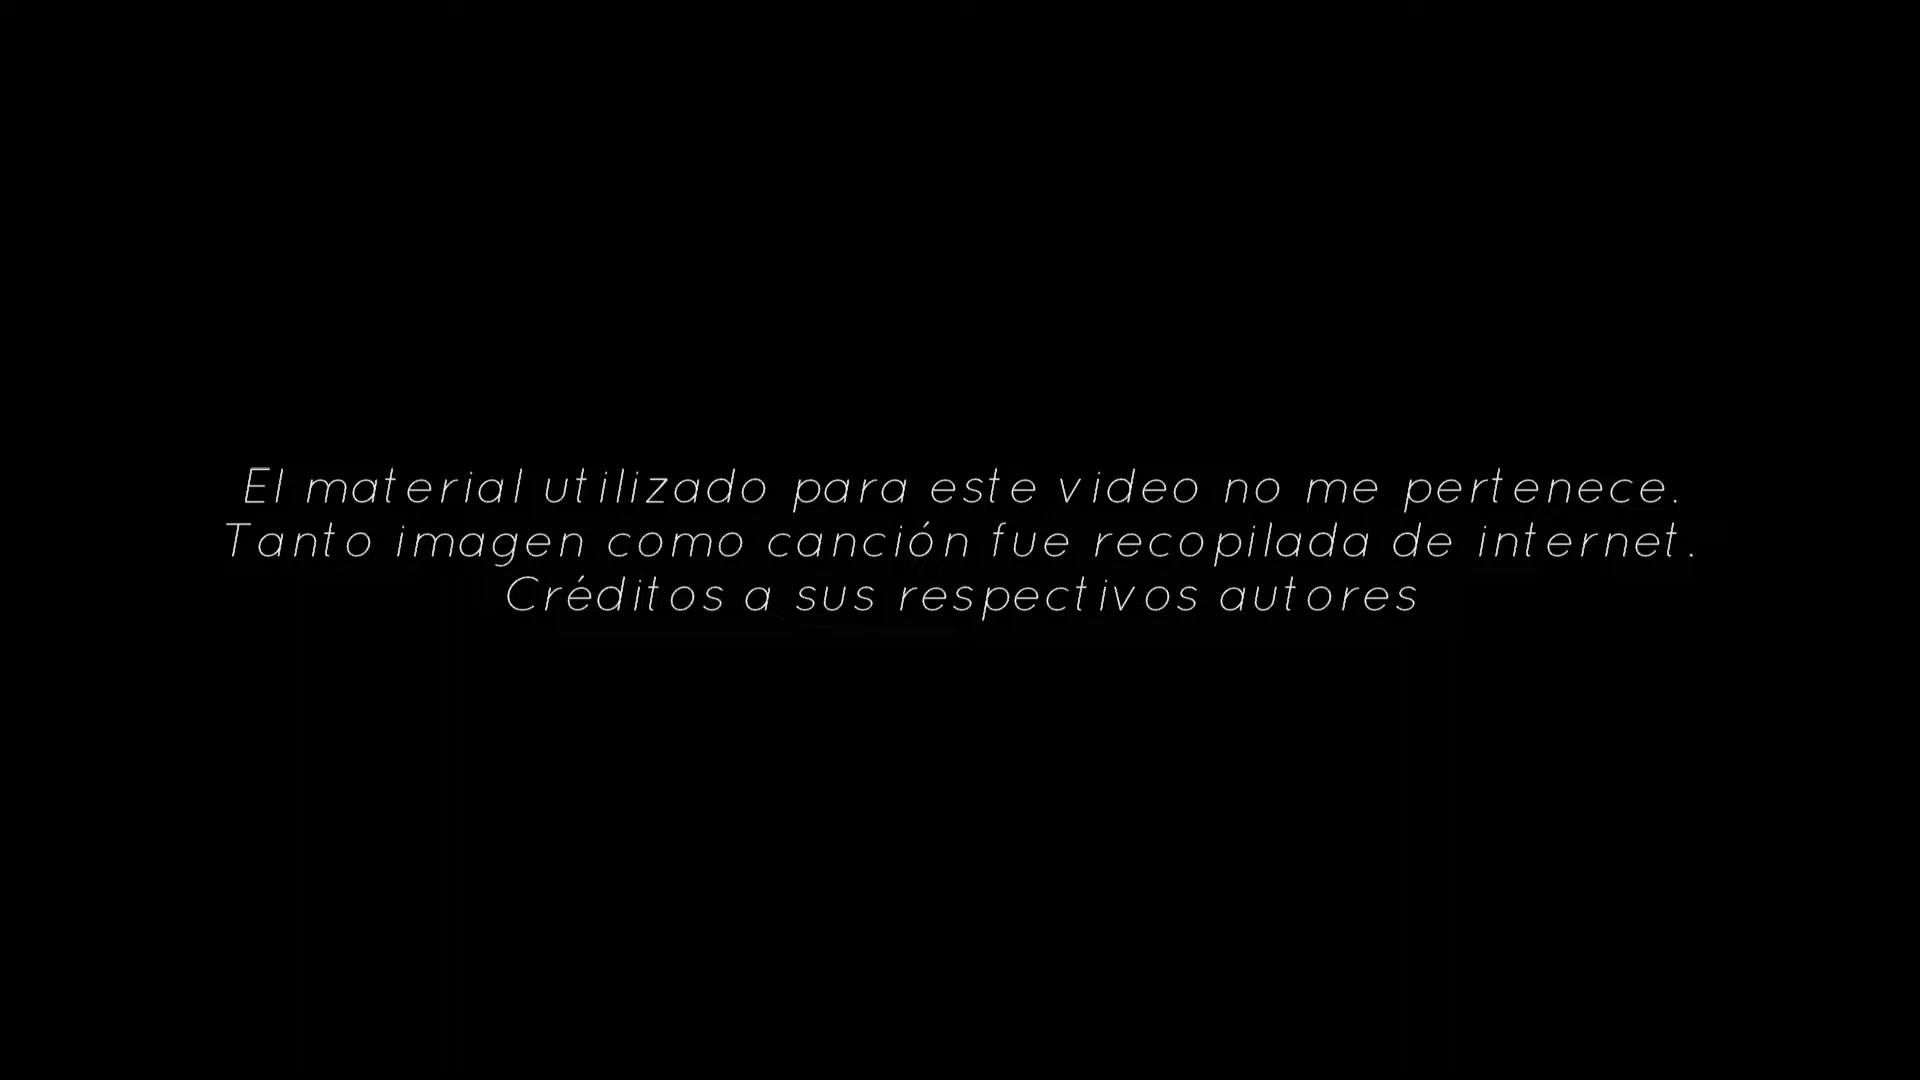 El material utilizado para este video no me pertenece.
Tanto imagen como canción fue recopilada de internet.
Créditos a sus respectivos autores